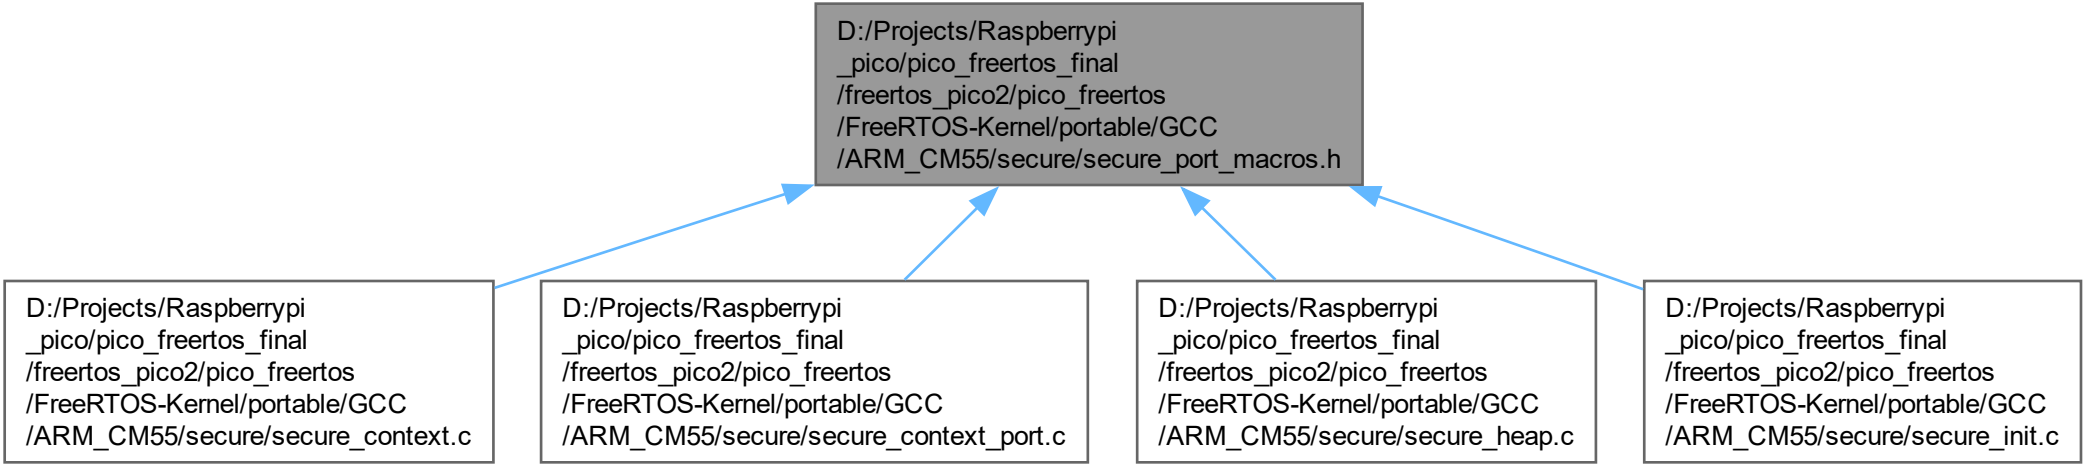 D:/Projects/Raspberrypi
_pico/pico_freertos_final
/freertos_pico2/pico_freertos
/FreeRTOS-Kernel/portable/GCC
/ARM_CM55/secure/secure_port_macros.h
D:/Projects/Raspberrypi
_pico/pico_freertos_final
/freertos_pico2/pico_freertos
/FreeRTOS-Kernel/portable/GCC
/ARM_CM55/secure/secure_context.c
D:/Projects/Raspberrypi
_pico/pico_freertos_final
/freertos_pico2/pico_freertos
/FreeRTOS-Kernel/portable/GCC
/ARM_CM55/secure/secure_context_port.c
D:/Projects/Raspberrypi
_pico/pico_freertos_final
/freertos_pico2/pico_freertos
/FreeRTOS-Kernel/portable/GCC
/ARM_CM55/secure/secure_heap.c
D:/Projects/Raspberrypi
_pico/pico_freertos_final
/freertos_pico2/pico_freertos
/FreeRTOS-Kernel/portable/GCC
/ARM_CM55/secure/secure_init.c